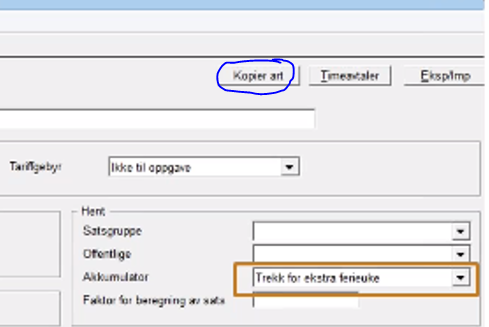 Kopier art Timeavtaler Eksp/Imp
Tariffgebyr Ikke til oppgave
Hent
Satsgruppe
Offentlige
Akkumulator Trekk for ekstra ferieuke
Faktor for beregning av sats